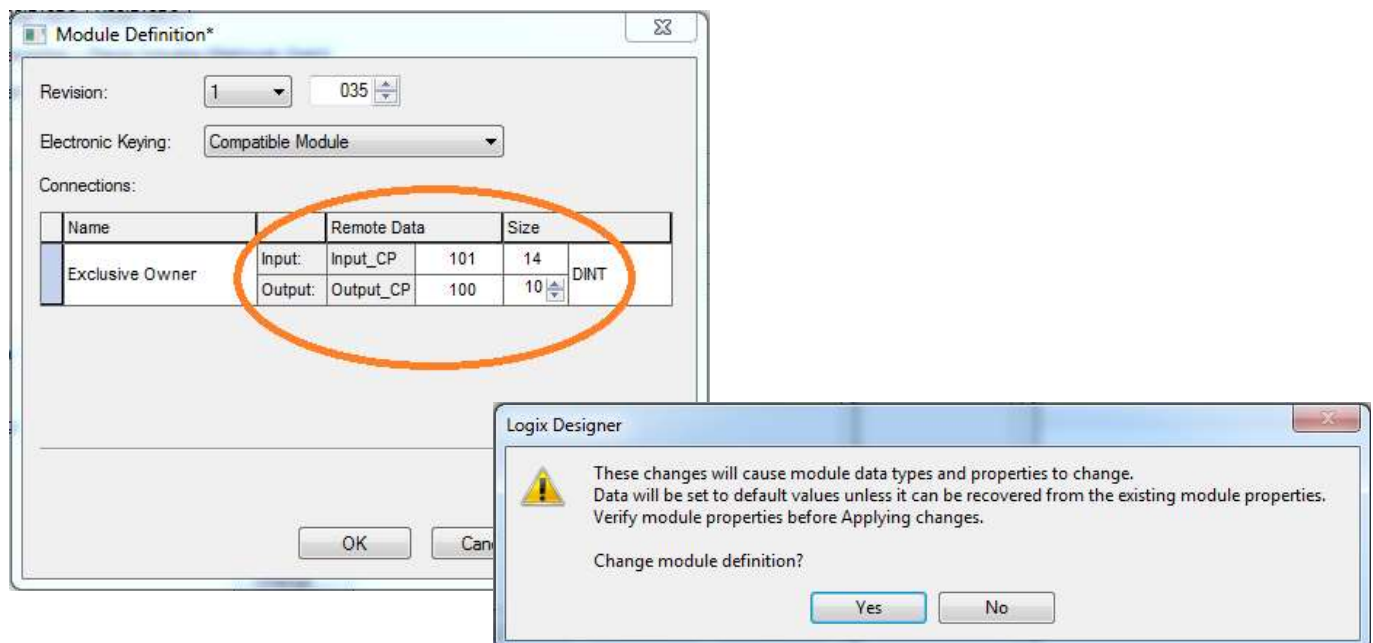 Module Definition*
Revision: 1 035
Electronic Keying: Compatible Module
Connections:
Name Remote Data Size
Exclusive Owner Input: Input_CP 101 14 DINT
Output: Output_CP 100 10
OK
Logix Designer
These changes will cause module data types and properties to change.
Data will be set to default values unless it can be recovered from the existing module properties.
Verify module properties before Applying changes.
Change module definition?
Yes No